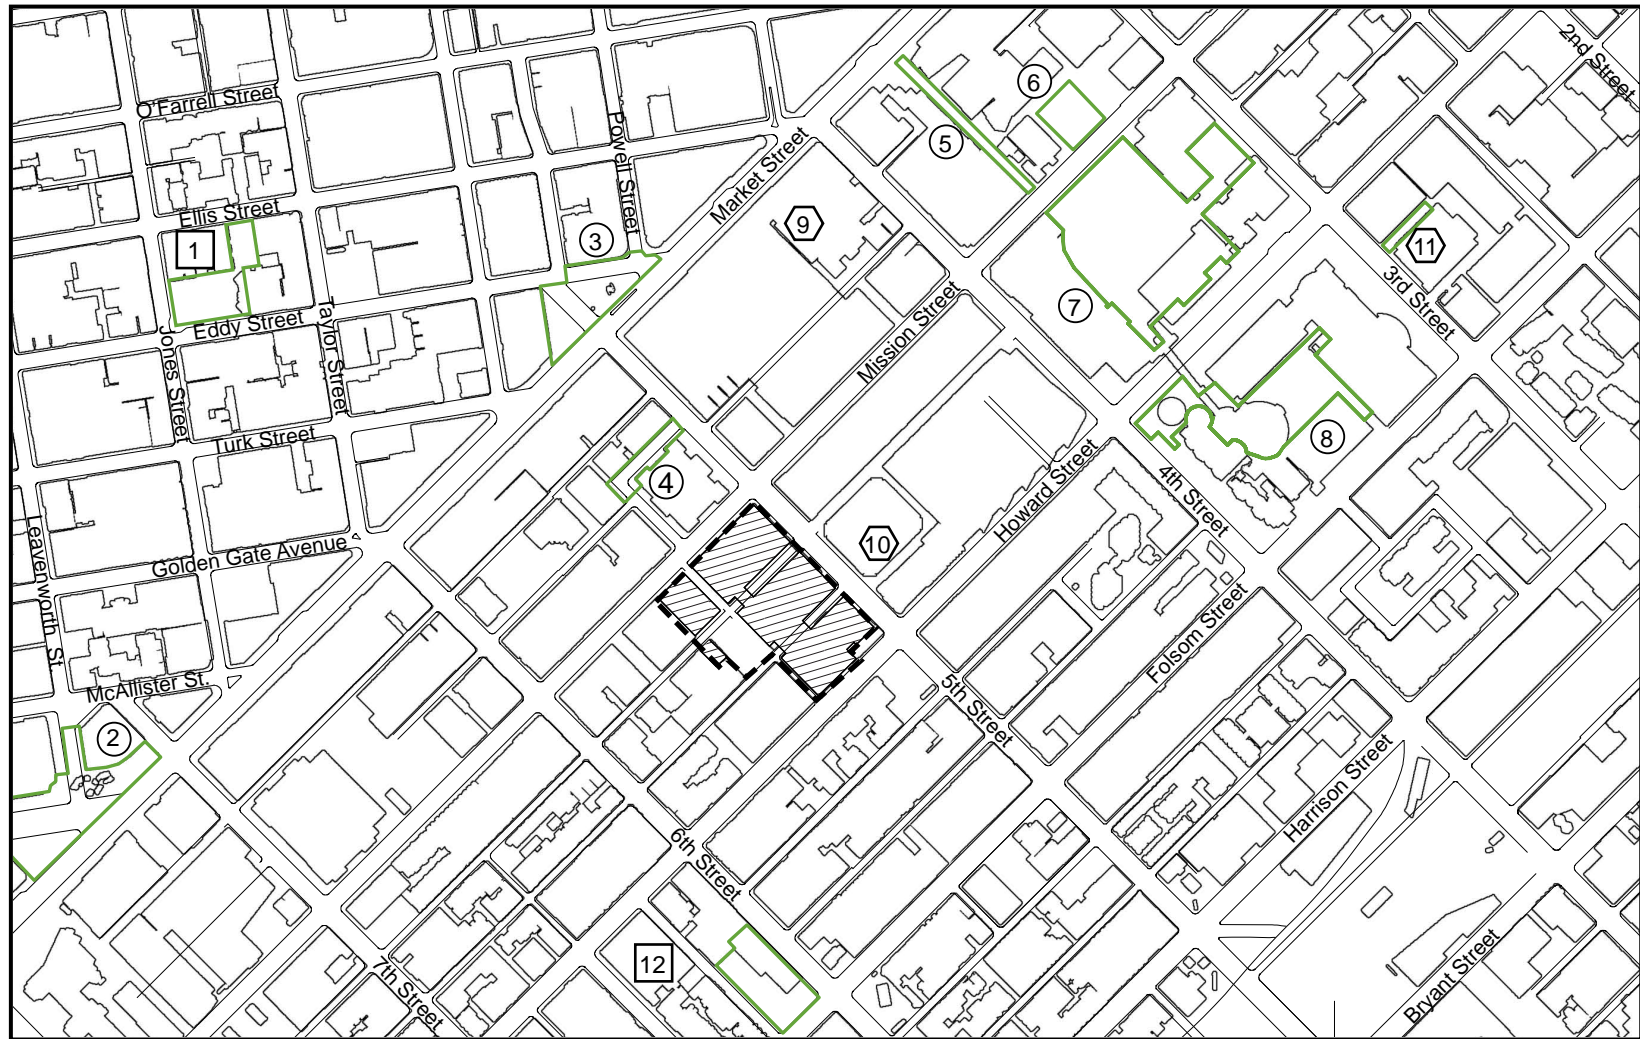 2nd Street
O'Farrell Street
Powell Street
6
5
Market Street
Ellis Street
1
3
9
11
3rd Street
7
Eddy Street
Taylor Street
Jones Street
Mission Street
Turk Street
8
4
Howard Street
4th Street
10
Golden Gate Avenue
Leavenworth St.
Folsom Street
McAllister St.
5th Street
2
Harrison Street
6th Street
12
7th Street
Bryant Street